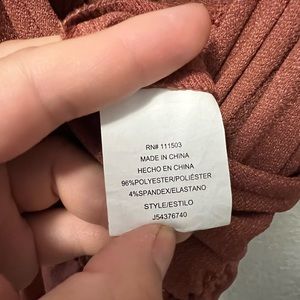 RN# 111503
MADE IN CHINA
HECHO EN CHINA
96%POLYESTER/POLIÉSTER
4%SPANDEX/ELASTANO
STYLE/ESTILO
J54376740